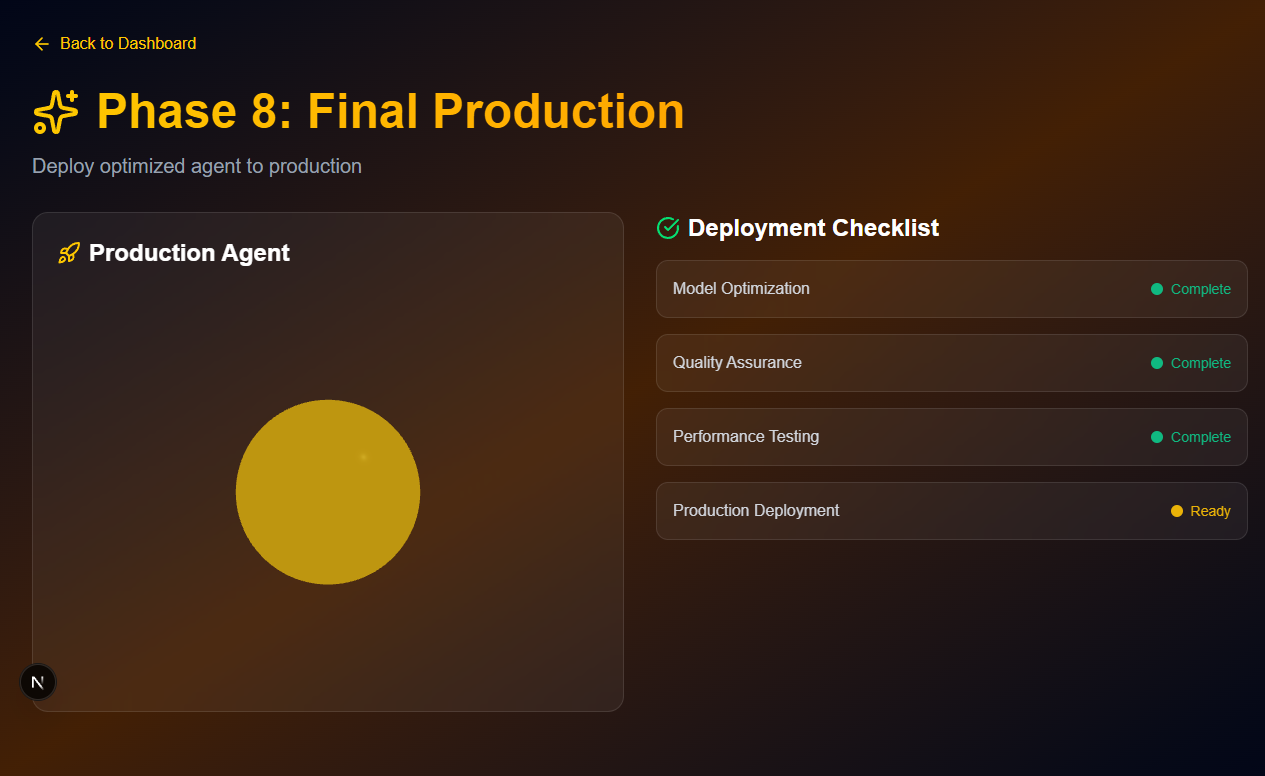 Back to Dashboard
Phase 8: Final Production
Deploy optimized agent to production
Production Agent
Deployment Checklist
Model Optimization
Complete
Quality Assurance
Complete
Performance Testing
Complete
Production Deployment
Ready
N